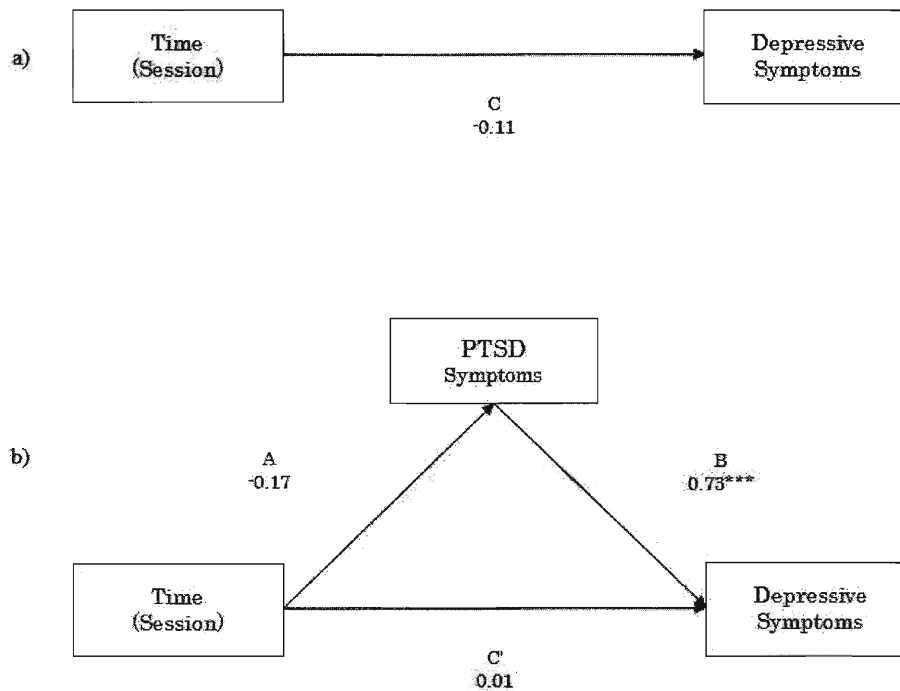 a)
Time
(Session)
Depressive
Symptoms
C
-0.11
PTSD
Symptoms
b)
A
-0.17
B
0.73***
Time
(Session)
Depressive
Symptoms
C'
0.01